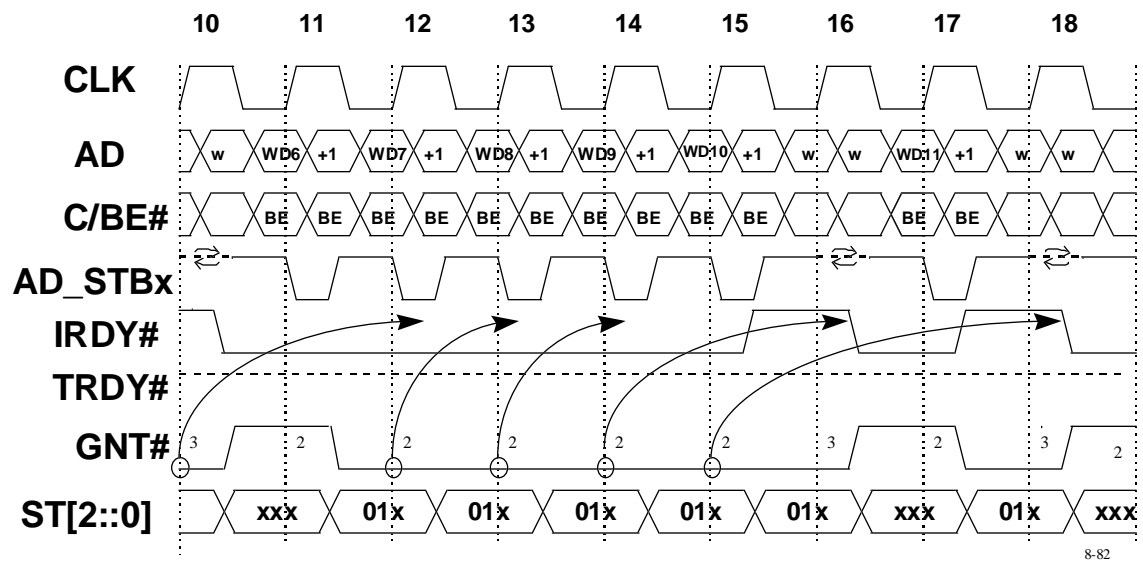 10 11 12 13 14 15 16 17 18
CLK
AD w WD6 +1 WD7 +1 WD8 +1 WD9 +1 WD10 +1 w w WD11 +1 w w
C/BE# BE BE BE BE BE BE BE BE BE BE BE BE
AD_STBx
IRDY#
TRDY#
GNT# 3 2 2 2 2 2 3 2 3 2
ST[2::0] xxx 01x 01x 01x 01x 01x xxx 01x xxx
8-82